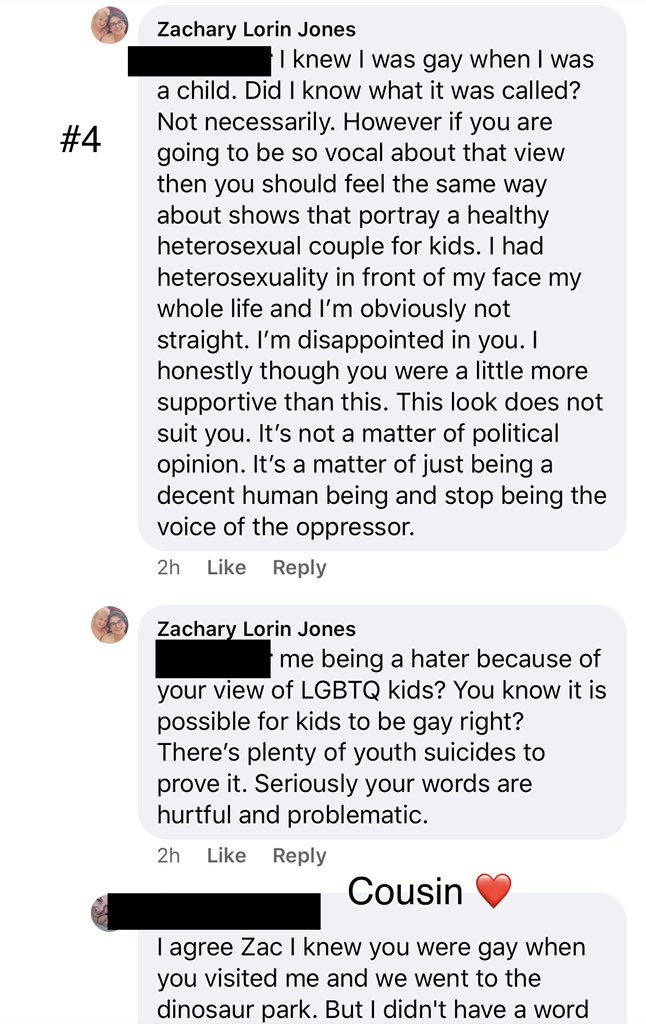 Zachary Lorin Jones
I knew I was gay when I was
a child. Did I know what it was called?
#4
Not necessarily. However if you are
going to be so vocal about that view
then you should feel the same way
about shows that portray a healthy
heterosexual couple for kids. I had
heterosexuality in front of my face my
whole life and I’m obviously not
straight. I’m disappointed in you. I
honestly though you were a little more
supportive than this. This look does not
suit you. It’s not a matter of political
opinion. It’s a matter of just being a
decent human being and stop being the
voice of the oppressor.
2h Like Reply
Zachary Lorin Jones
me being a hater because of
your view of LGBTQ kids? You know it is
possible for kids to be gay right?
There’s plenty of youth suicides to
prove it. Seriously your words are
hurtful and problematic.
2h Like Reply
Cousin ❤️
I agree Zac I knew you were gay when
you visited me and we went to the
dinosaur park. But I didn't have a word